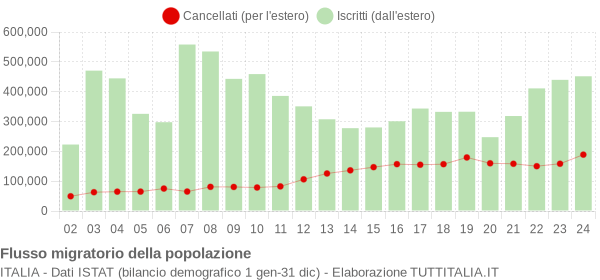 Cancellati (per l'estero) Iscritti (dall'estero)
600,000
500,000
400,000
300,000
200,000
100,000
0
02 03 04 05 06 07 08 09 10 11 12 13 14 15 16 17 18 19 20 21 22 23 24
Flusso migratorio della popolazione
ITALIA - Dati ISTAT (bilancio demografico 1 gen-31 dic) - Elaborazione TUTTITALIA.IT